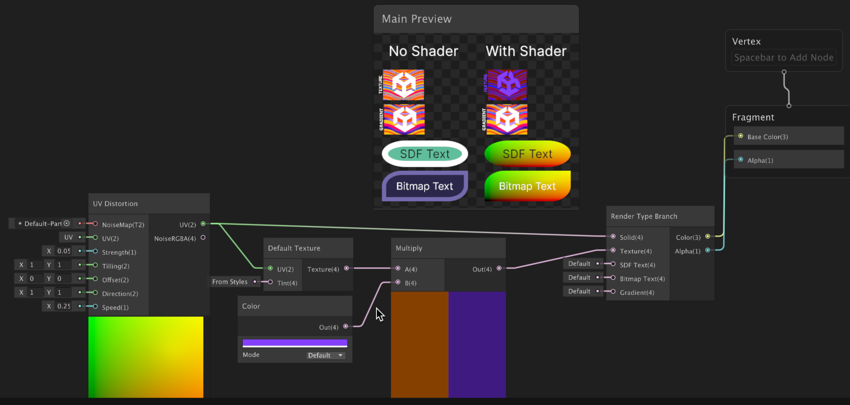 Main Preview
No Shader
With Shader
TEXTURE
GRADIENT
GRADIENT
SDF Text
SDF Text
Bitmap Text
Bitmap Text
Vertex
Spacebar to Add Node
Fragment
Base Color(3)
Alpha(1)
UV Distortion
Default-Part
NoiseMap(T2)
UV(2)
UV
UV(2)
NoiseRGBA(4)
X 0.05
Strength(1)
X 1 Y 1
Tilling(2)
X 0 Y 0
Offset(2)
X 1 Y 1
Direction(2)
X 0.25
Speed(1)
Default Texture
UV(2)
Texture(4)
From Styles
Tint(4)
Color
Out(4)
Mode
Default
Multiply
A(4)
Out(4)
B(4)
Render Type Branch
Solid(4)
Color(3)
Texture(4)
Alpha(1)
Default
SDF Text(4)
Default
Bitmap Text(4)
Default
Gradient(4)